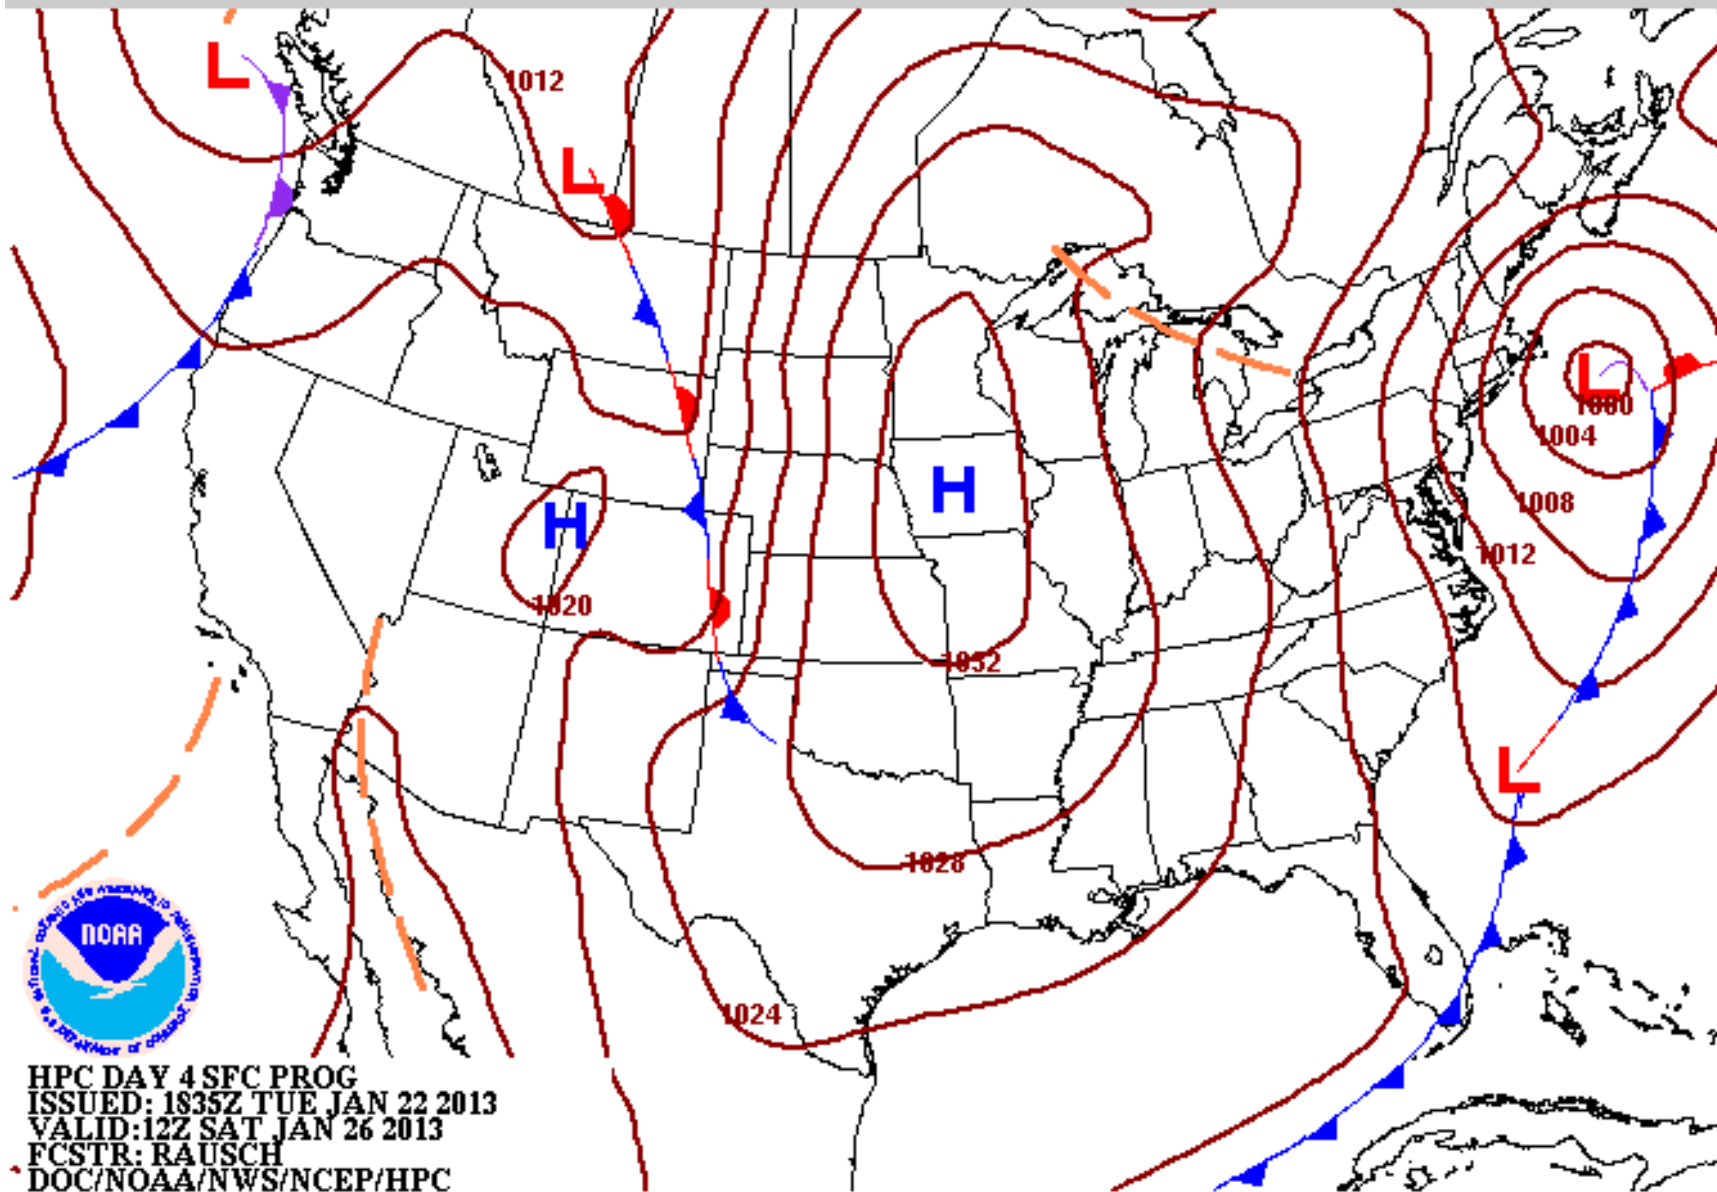 L
1012
L
L
1000
1004
H
1008
H
1012
1020
1032
L
1028
NOAA
1024
HPC DAY 4 SFC PROG
ISSUED: 1835Z TUE JAN 22 2013
VALID:12Z SAT JAN 26 2013
FCSTR: RAUSCH
DOC/NOAA/NWS/NCEP/HPC